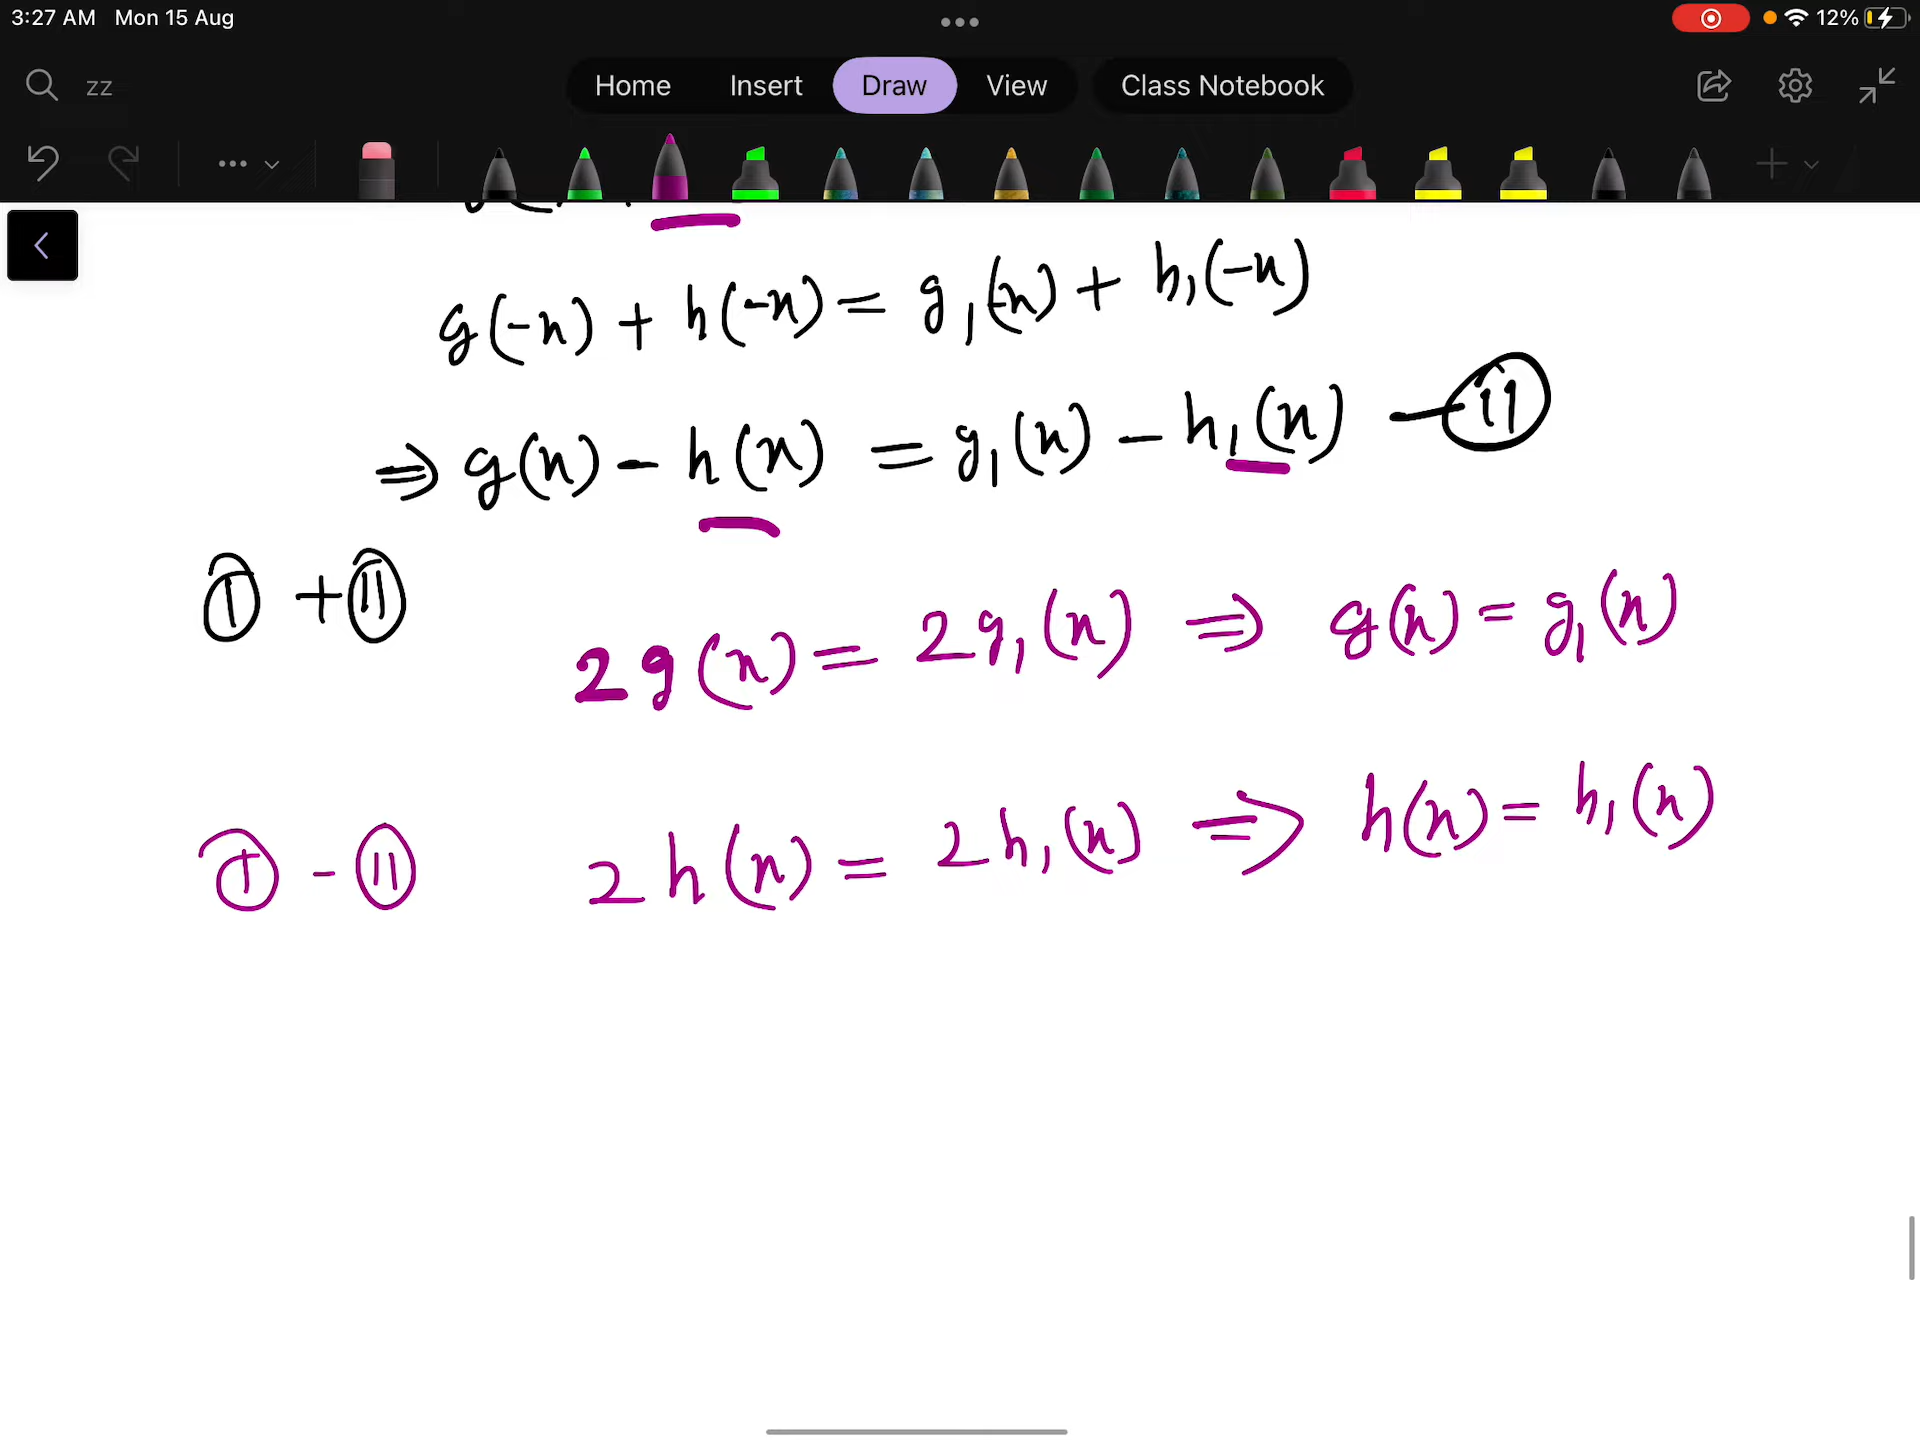 3:27 AM Mon 15 Aug
12%
zz
Home Insert Draw View Class Notebook
g(-x) + h(-x) = g₁(-x) + h₁(-x)
⇒ g(x) - h(x) = g₁(x) - h₁(x) — II
I + II
2g(x) = 2g₁(x) ⇒ g(x) = g₁(x)
I - II 2h(x) = 2h₁(x) ⇒ h(x) = h₁(x)